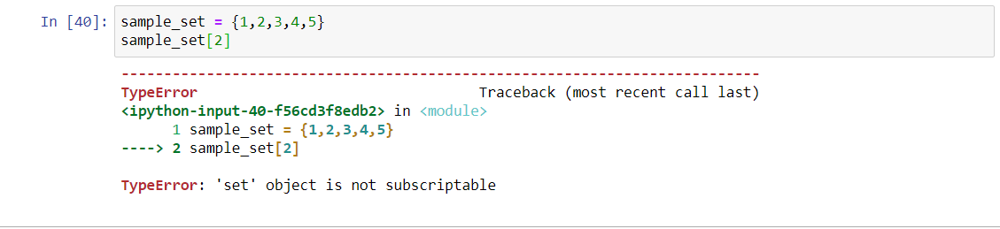 In [40]: sample_set = {1,2,3,4,5}
sample_set[2]
---------------------------------------------------------------------------
TypeError                                 Traceback (most recent call last)
<ipython-input-40-f56cd3f8edb2> in <module>
      1 sample_set = {1,2,3,4,5}
----> 2 sample_set[2]

TypeError: 'set' object is not subscriptable